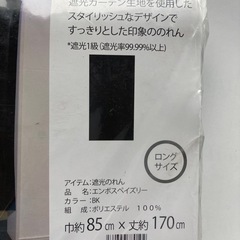 遮光カーテン生地を使用した
スタイリッシュなデザインで
すっきりとした印象ののれん
*遮光1級(遮光率99.99%以上)
ロング
サイズ
アイテム:遮光のれん
品名:エンボスペイズリー
カラー:BK
組成:ポリエステル 100%
巾約85cm×丈約170cm